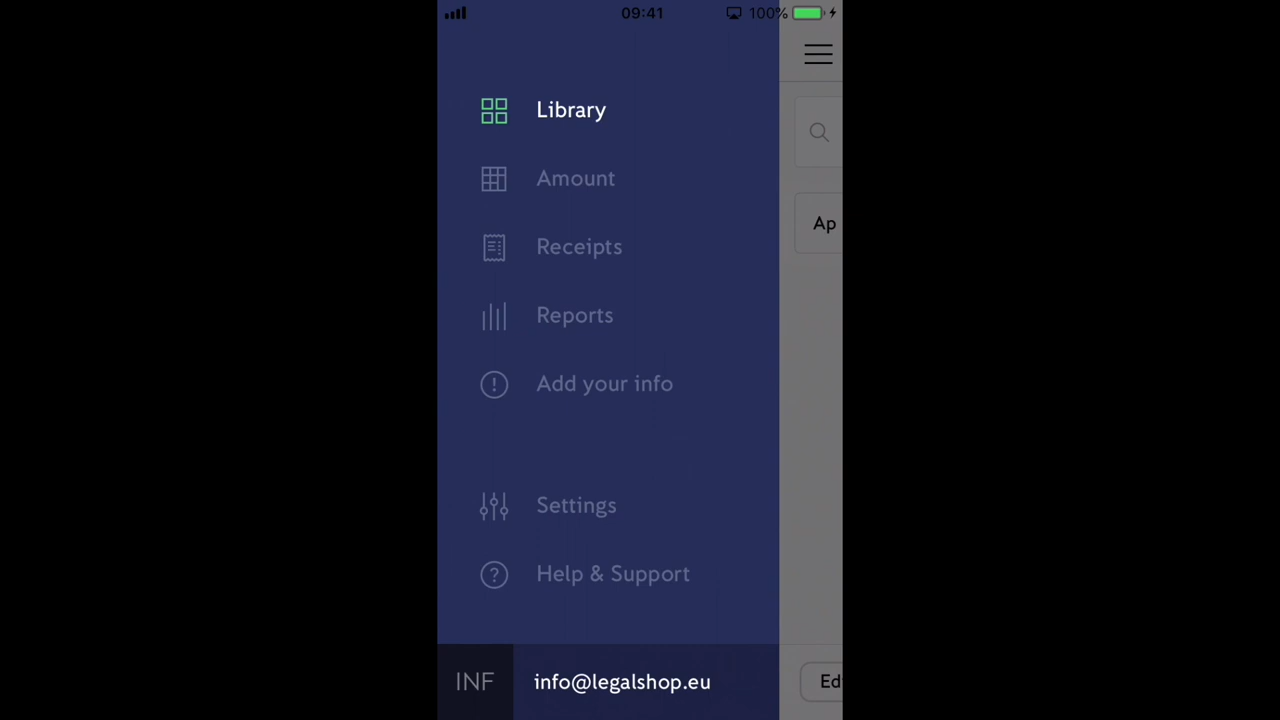 09:41
100%
Library
Amount
Receipts
Ap
Reports
Add your info
Settings
Help & Support
INF
info@legalshop.eu
Ed